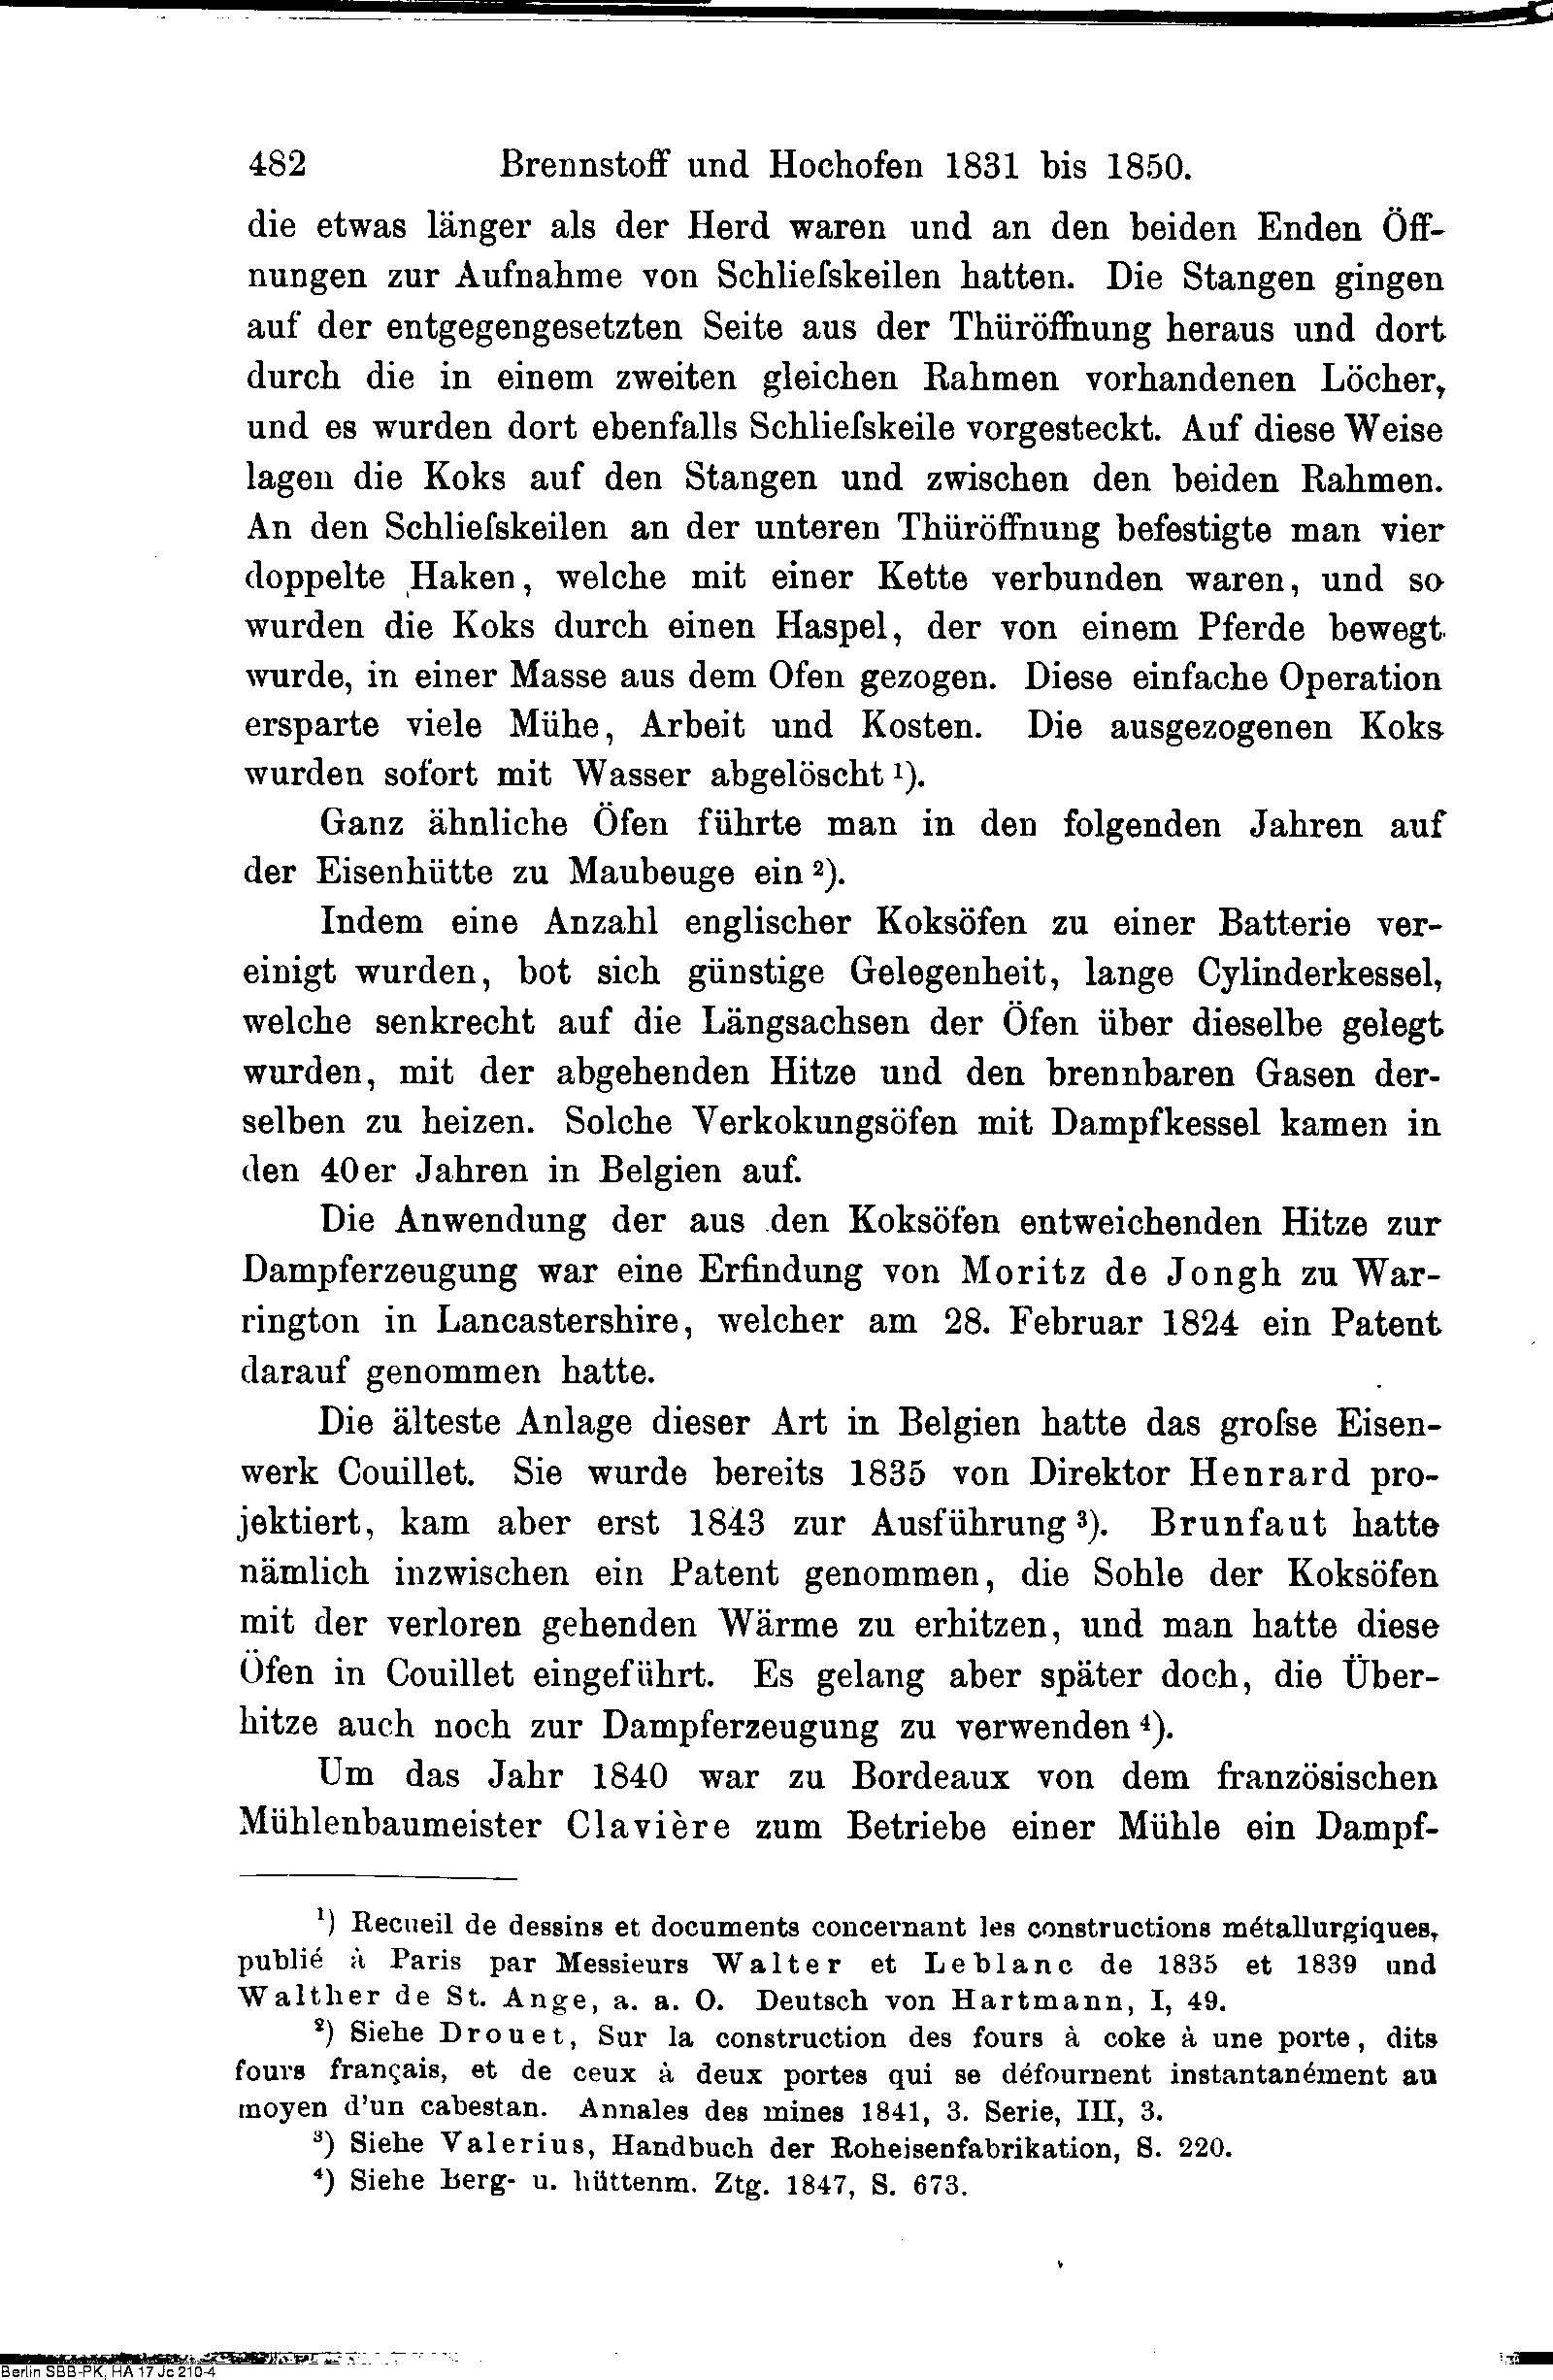 482 Brennstoff und Hochofen 1831 bis 1850.
die etwas länger als der Herd waren und an den beiden Enden Öff-
nungen zur Aufnahme von Schlieſskeilen hatten. Die Stangen gingen
auf der entgegengesetzten Seite aus der Thüröffnung heraus und dort
durch die in einem zweiten gleichen Rahmen vorhandenen Löcher,
und es wurden dort ebenfalls Schlieſskeile vorgesteckt. Auf diese Weise
lagen die Koks auf den Stangen und zwischen den beiden Rahmen.
An den Schlieſskeilen an der unteren Thüröffnung befestigte man vier
doppelte Haken, welche mit einer Kette verbunden waren, und so
wurden die Koks durch einen Haspel, der von einem Pferde bewegt
wurde, in einer Masse aus dem Ofen gezogen. Diese einfache Operation
ersparte viele Mühe, Arbeit und Kosten. Die ausgezogenen Koks
wurden sofort mit Wasser abgelöscht ¹).
Ganz ähnliche Öfen führte man in den folgenden Jahren auf
der Eisenhütte zu Maubeuge ein ²).
Indem eine Anzahl englischer Koksöfen zu einer Batterie ver-
einigt wurden, bot sich günstige Gelegenheit, lange Cylinderkessel,
welche senkrecht auf die Längsachsen der Öfen über dieselbe gelegt
wurden, mit der abgehenden Hitze und den brennbaren Gasen der-
selben zu heizen. Solche Verkokungsöfen mit Dampfkessel kamen in
den 40er Jahren in Belgien auf.
Die Anwendung der aus den Koksöfen entweichenden Hitze zur
Dampferzeugung war eine Erfindung von Moritz de Jongh zu War-
rington in Lancastershire, welcher am 28. Februar 1824 ein Patent
darauf genommen hatte.
Die älteste Anlage dieser Art in Belgien hatte das groſse Eisen-
werk Couillet. Sie wurde bereits 1835 von Direktor Henrard pro-
jektiert, kam aber erst 1843 zur Ausführung ³). Brunfaut hatte
nämlich inzwischen ein Patent genommen, die Sohle der Koksöfen
mit der verloren gehenden Wärme zu erhitzen, und man hatte diese
Öfen in Couillet eingeführt. Es gelang aber später doch, die Über-
hitze auch noch zur Dampferzeugung zu verwenden ⁴).
Um das Jahr 1840 war zu Bordeaux von dem französischen
Mühlenbaumeister Clavière zum Betriebe einer Mühle ein Dampf-
¹) Recueil de dessins et documents concernant les constructions métallurgiques,
publié à Paris par Messieurs Walter et Leblanc de 1835 et 1839 und
Walther de St. Ange, a. a. O. Deutsch von Hartmann, I, 49.
²) Siehe Drouet, Sur la construction des fours à coke à une porte, dits
fours français, et de ceux à deux portes qui se défournent instantanément au
moyen d'un cabestan. Annales des mines 1841, 3. Serie, III, 3.
³) Siehe Valerius, Handbuch der Roheisenfabrikation, S. 220.
⁴) Siehe Berg- u. hüttenm. Ztg. 1847, S. 673.
Berlin SBB-PK, HA 17 Jc 210-4